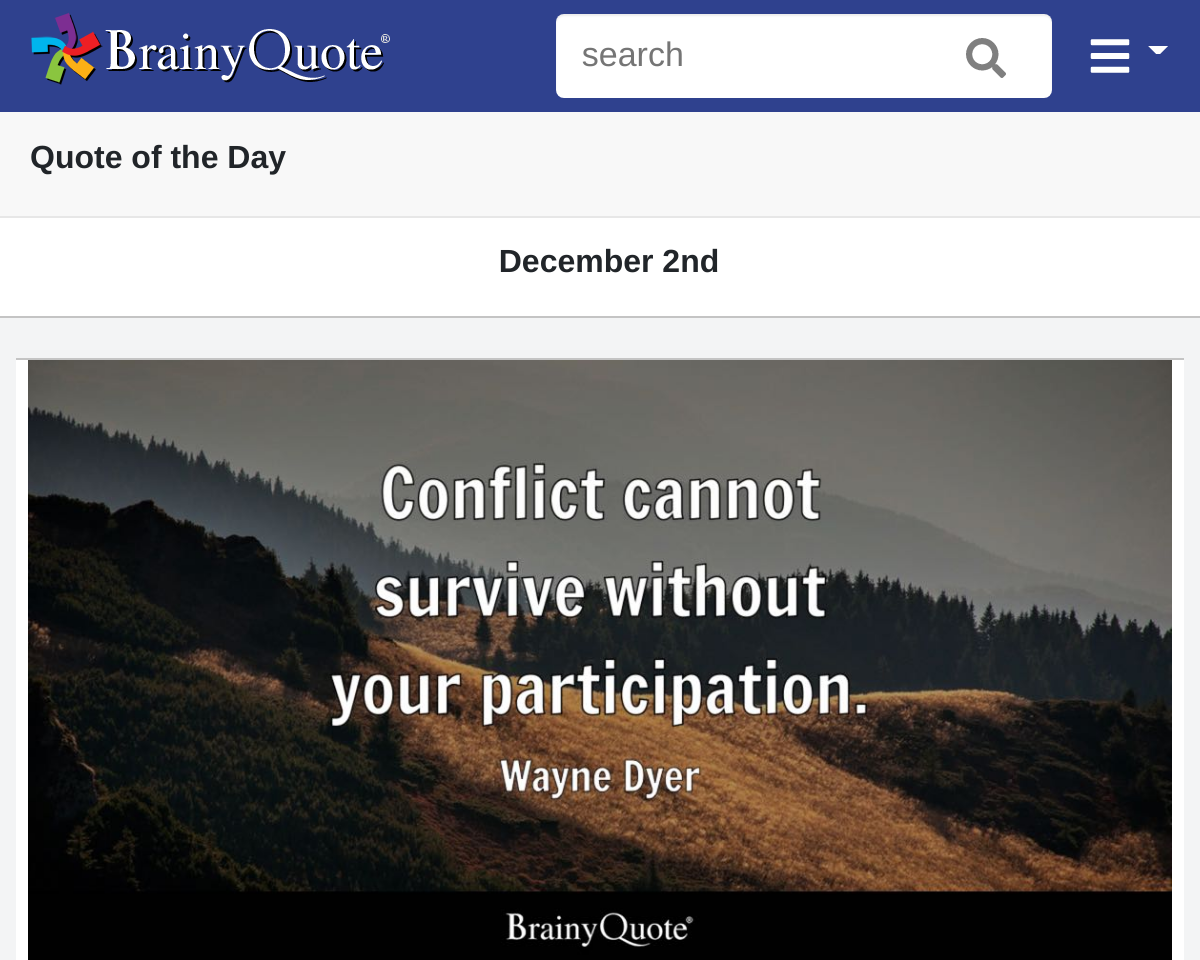 BrainyQuote®
search
Quote of the Day
December 2nd
Conflict cannot
survive without
your participation.
Wayne Dyer
BrainyQuote®